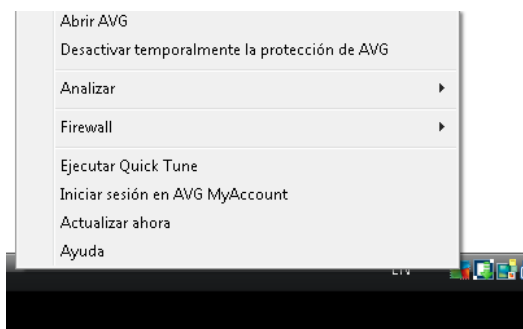 Abrir AVG
Desactivar temporalmente la protección de AVG
Analizar
Firewall
Ejecutar Quick Tune
Iniciar sesión en AVG MyAccount
Actualizar ahora
Ayuda
EN